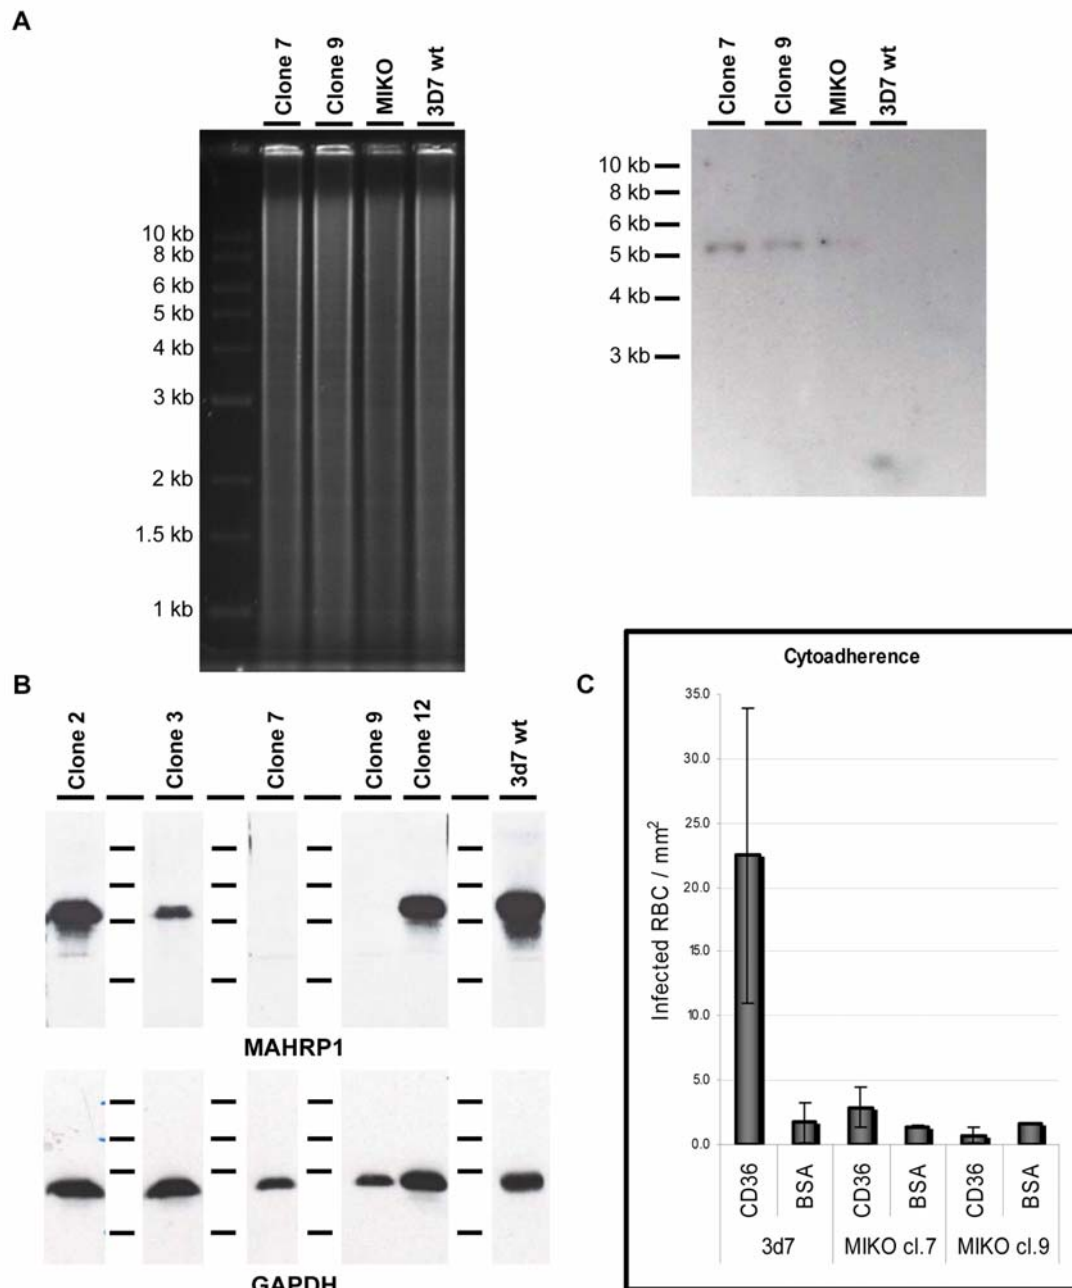 A
Clone 7
Clone 9
MIKO
3D7 wt
10 kb
8 kb
6 kb
5 kb
4 kb
3 kb
2 kb
1.5 kb
1 kb
Clone 7
Clone 9
MIKO
3D7 wt
10 kb
8 kb
6 kb
5 kb
4 kb
3 kb
B
Clone 2
Clone 3
Clone 7
Clone 9
Clone 12
3d7 wt
MAHRP1
GAPDH
C
Cytoadherence
Infected RBC / mm²
35.0
30.0
25.0
20.0
15.0
10.0
5.0
0.0
CD36
BSA
CD36
BSA
CD36
BSA
3d7
MIKO cl.7
MIKO cl.9